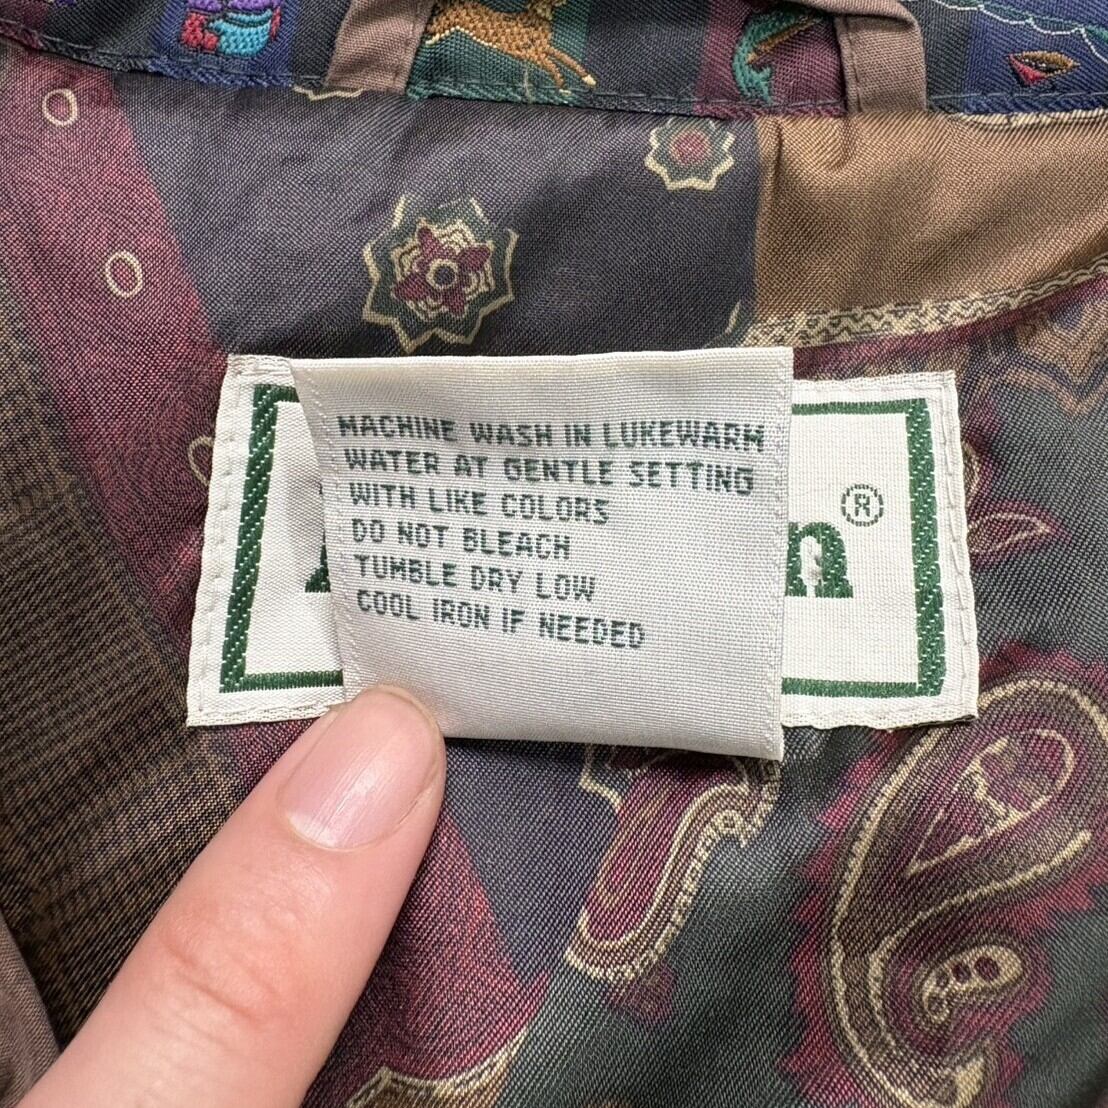 MACHINE WASH IN LUKEWARM
WATER AT GENTLE SETTING
WITH LIKE COLORS
DO NOT BLEACH
TUMBLE DRY LOW
COOL IRON IF NEEDED
n®